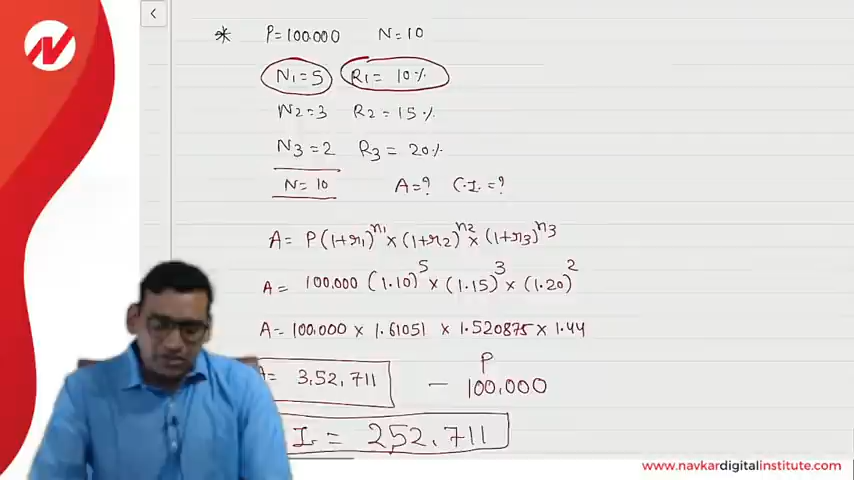 * P=100.000 N=10
N1=5 R1= 10%
N2=3 R2=15%
N3=2 R3=20%
N=10 A=? C.I.=?
A= P(1+r1)^n1 × (1+r2)^n2 × (1+r3)^n3
A= 100.000 (1.10)^5 × (1.15)^3 × (1.20)^2
A= 100.000 × 1.61051 × 1.520875 × 1.44
P
= 3,52,711 — 100.000
I = 252.711
www.navkardigitalinstitute.com